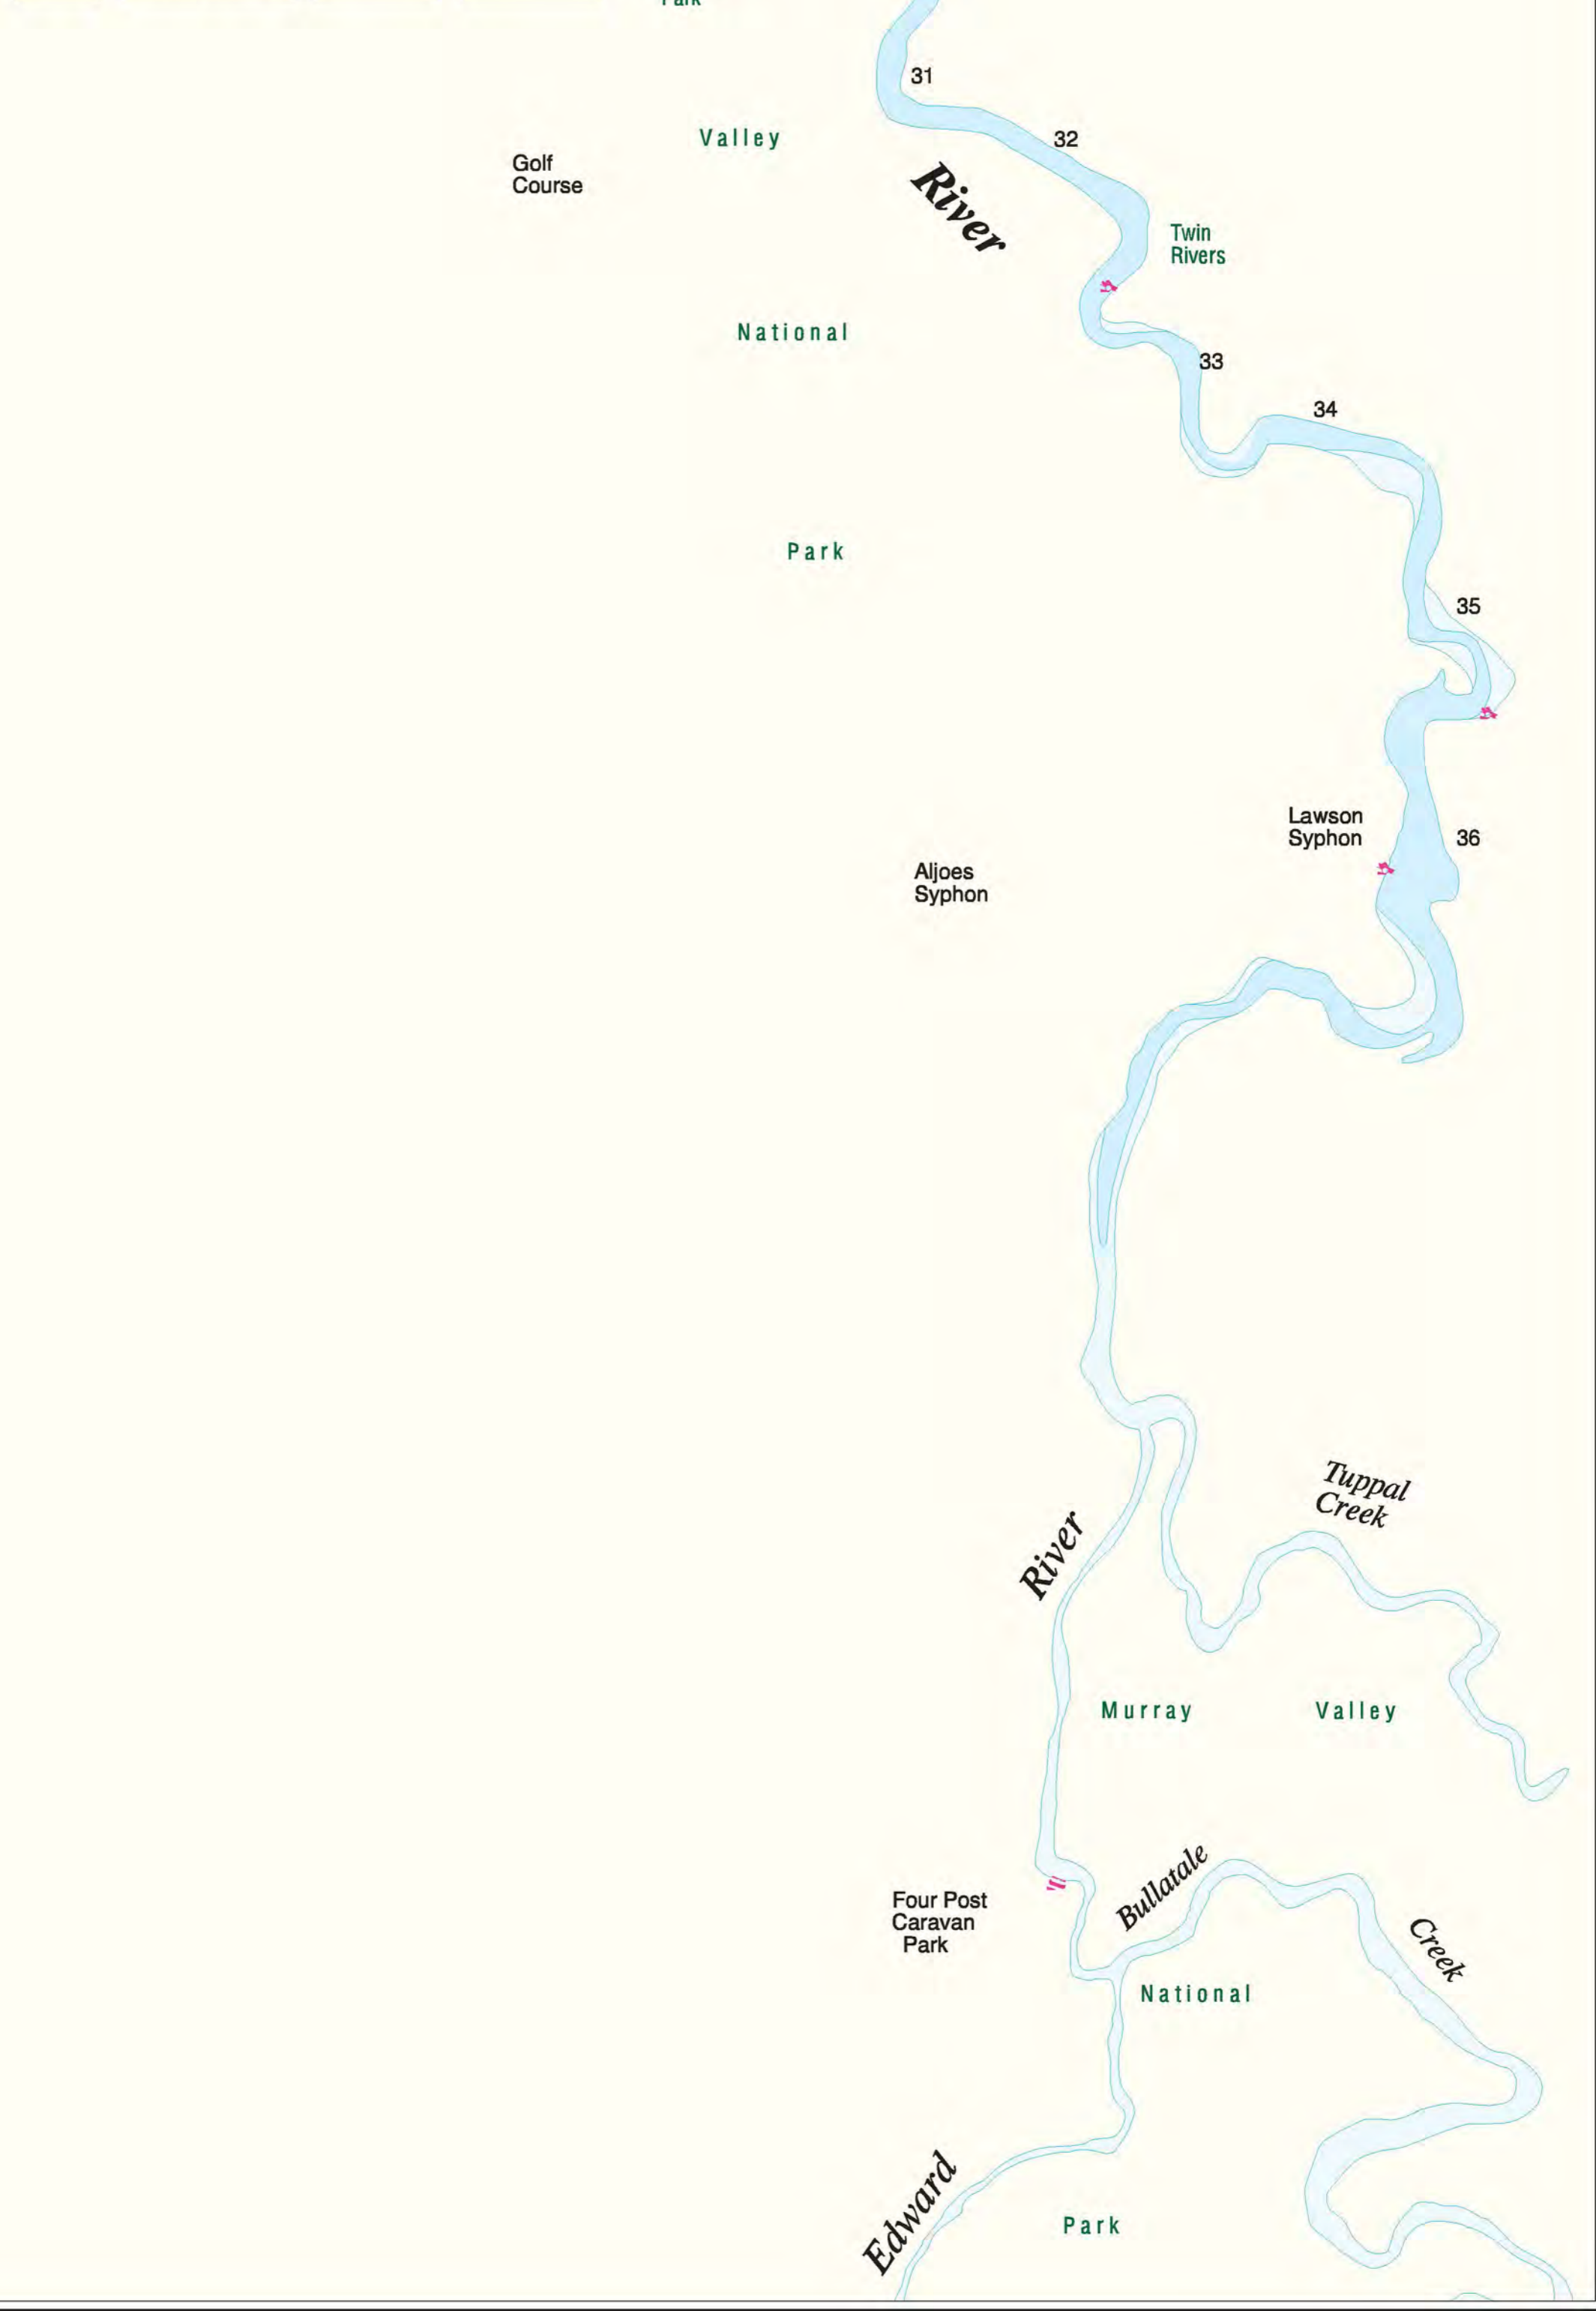 Park
31
32
Valley
Golf
Course
River
Twin
Rivers
National
33
34
Park
35
Lawson
Syphon
36
Aljoes
Syphon
Tuppal
Creek
River
Murray Valley
Bullatale
Creek
Four Post
Caravan
Park
National
Edward
Park